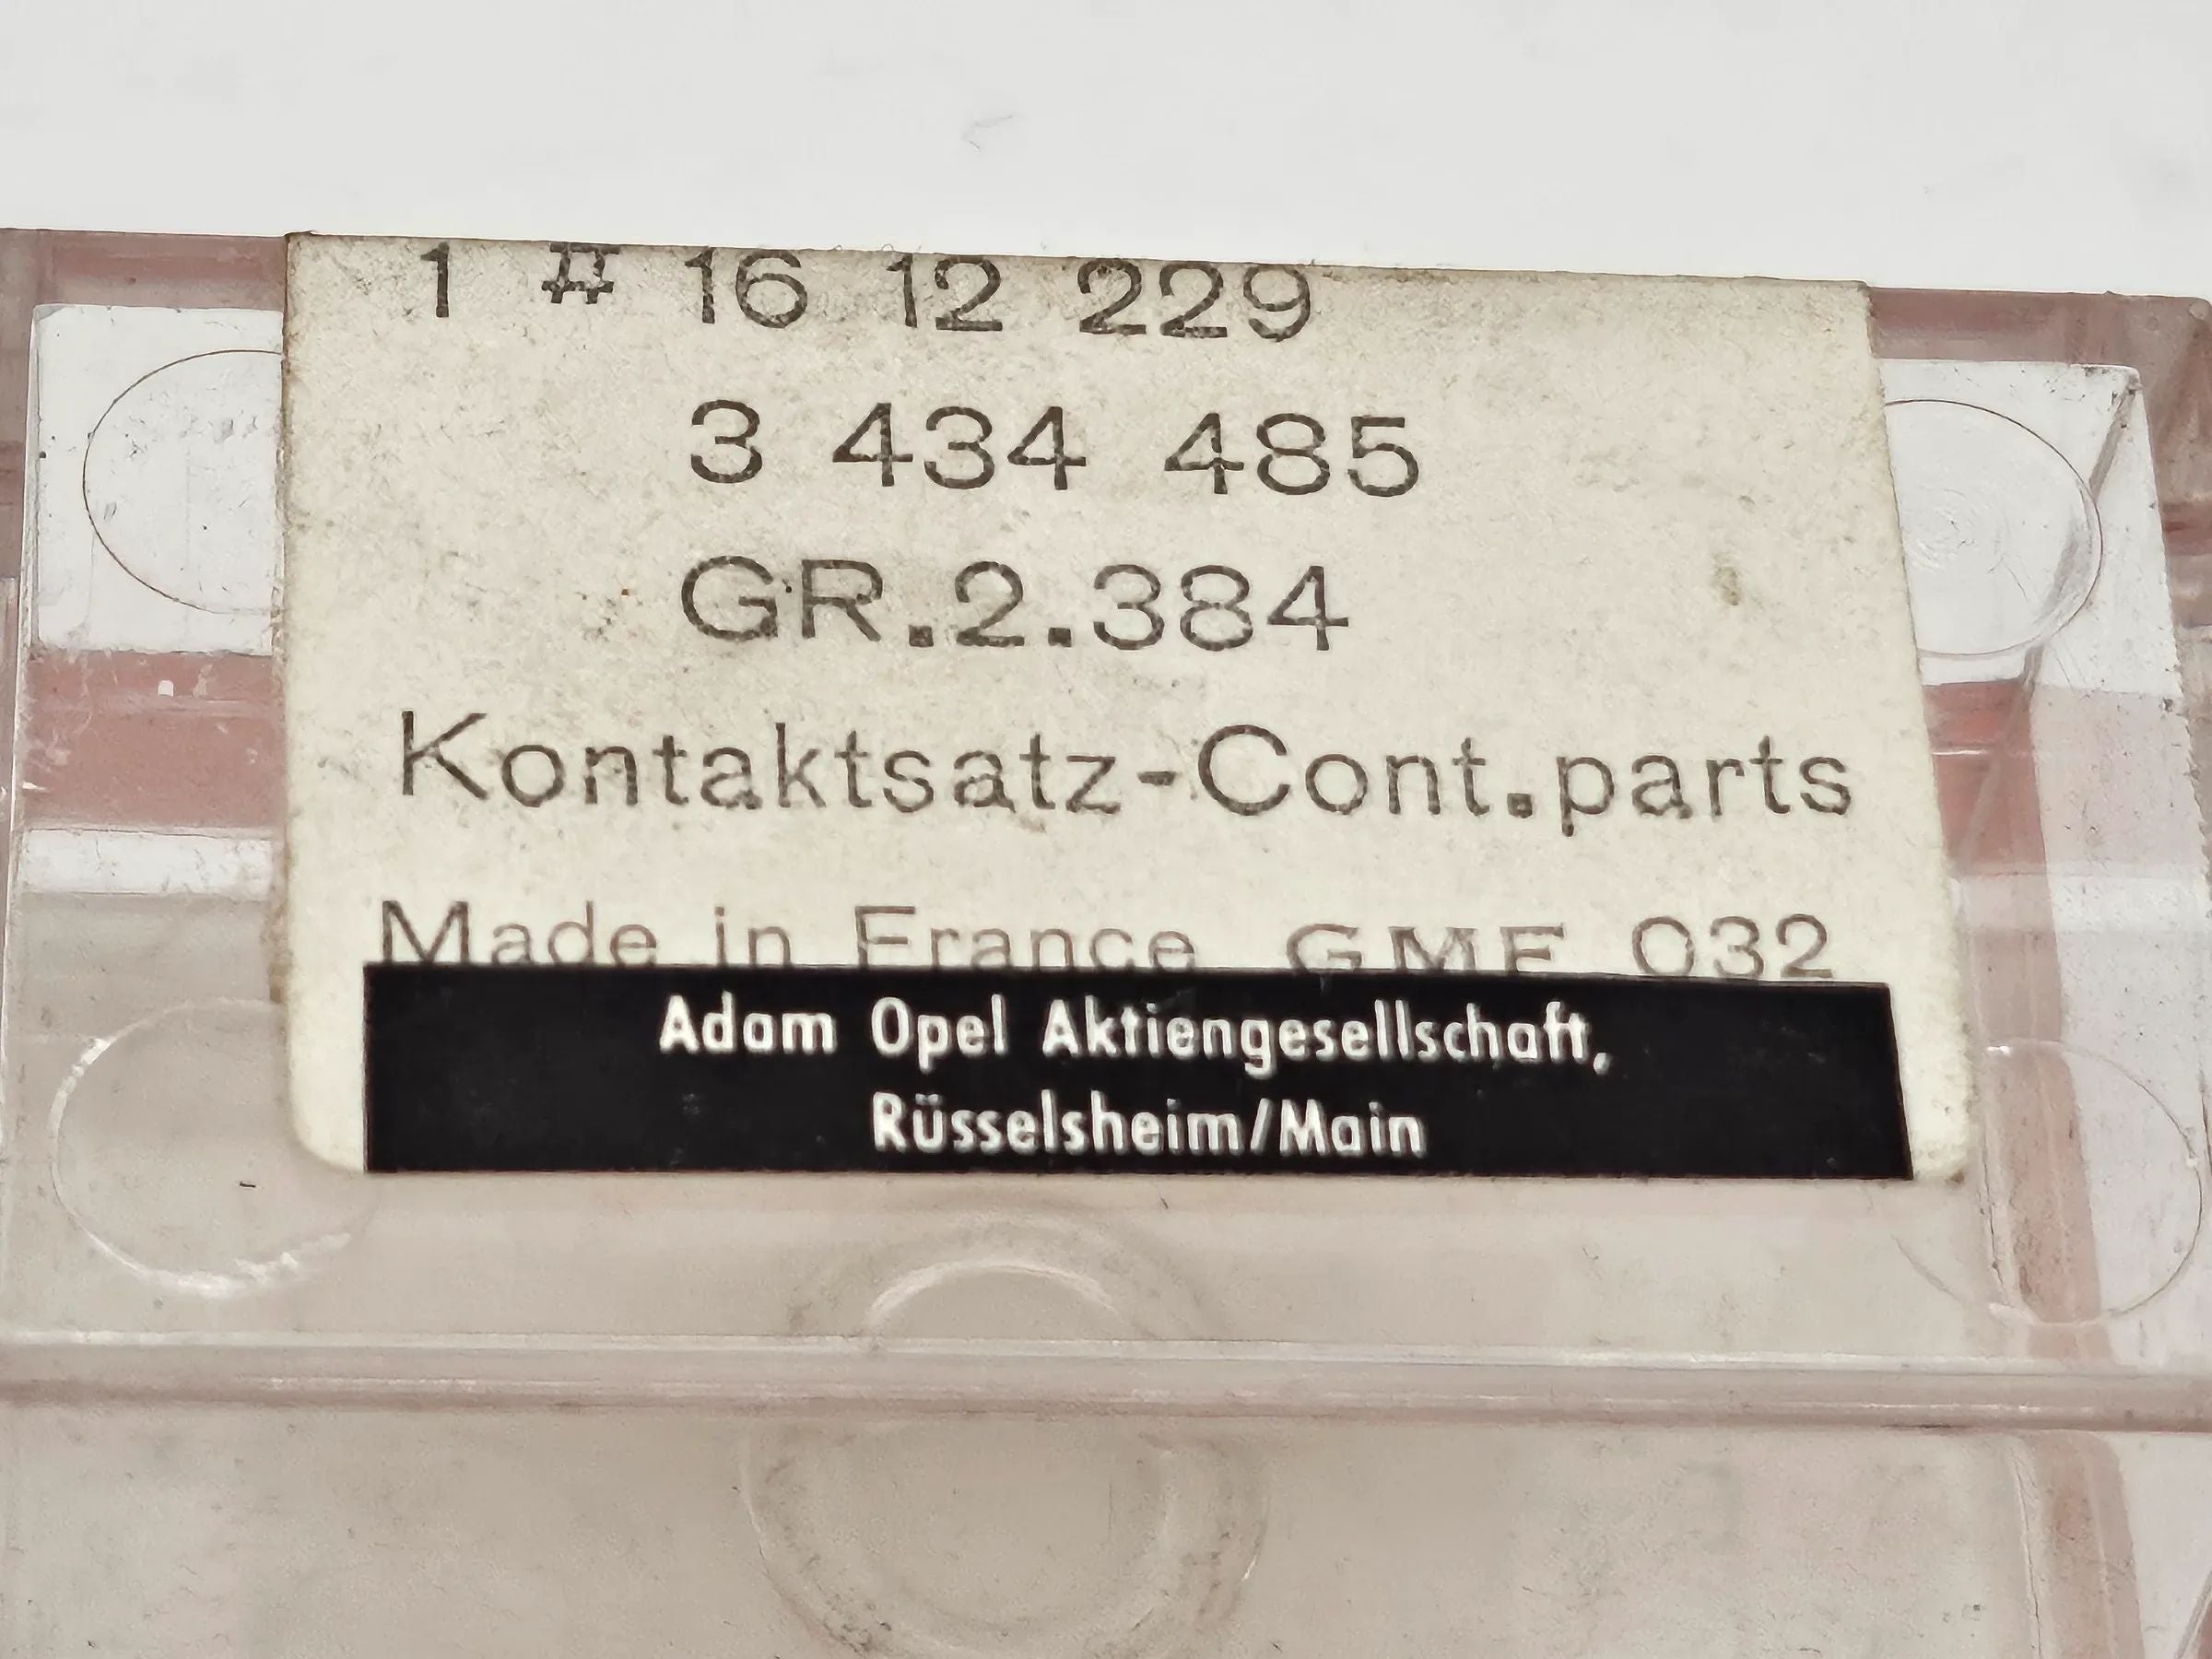 1 # 16 12 229
3 434 485
GR.2.384
Kontaktsatz-Cont.parts
Made in France GMF 032
Adam Opel Aktiengesellschaft,
Rüsselsheim/Main